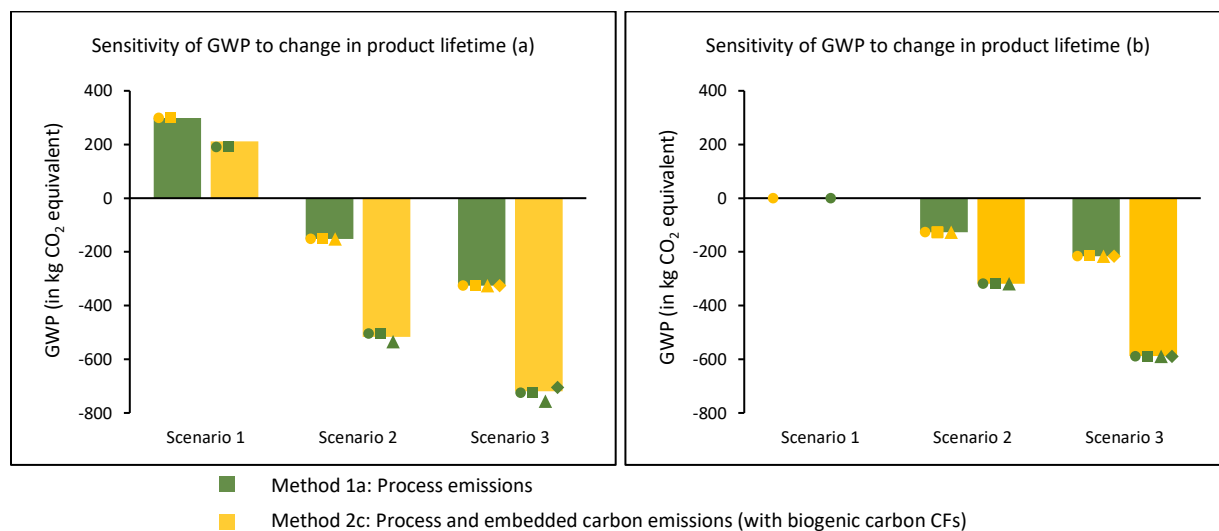 Sensitivity of GWP to change in product lifetime (a)
GWP (in kg CO₂ equivalent)
400
200
0
-200
-400
-600
-800
Scenario 1 Scenario 2 Scenario 3
Sensitivity of GWP to change in product lifetime (b)
GWP (in kg CO₂ equivalent)
400
200
0
-200
-400
-600
-800
Scenario 1 Scenario 2 Scenario 3
Method 1a: Process emissions
Method 2c: Process and embedded carbon emissions (with biogenic carbon CFs)